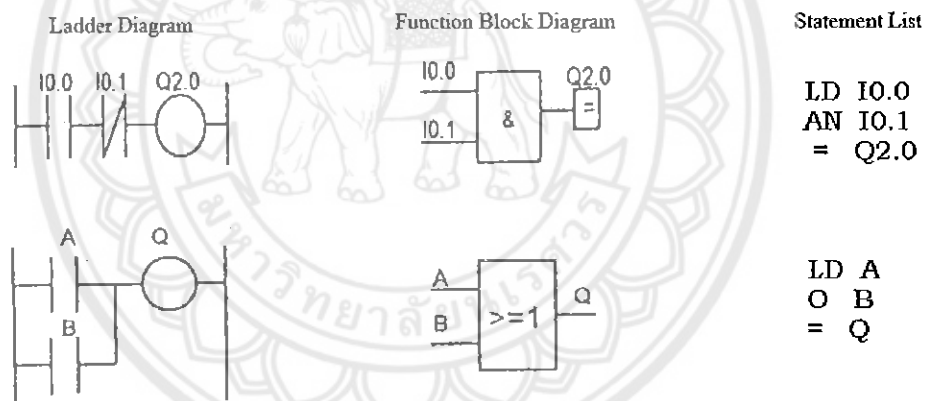 Ladder Diagram
Function Block Diagram
Statement List
I0.0 I0.1 Q2.0
I0.0
I0.1
&
Q2.0
=
LD I0.0
AN I0.1
= Q2.0
A Q
B
A
B
>=1
Q
LD A
O B
= Q